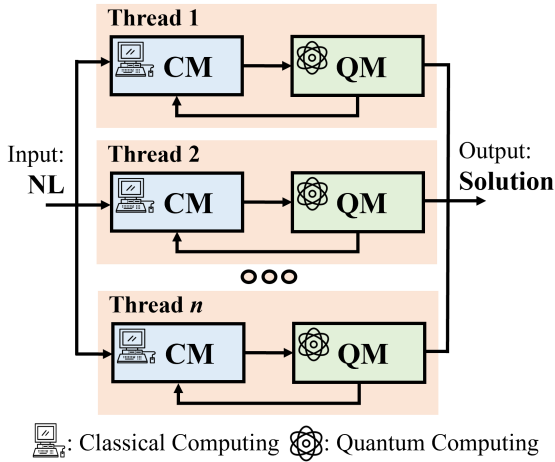 Thread 1
CM
QM
Input:
NL
Thread 2
CM
QM
Output:
Solution
Thread n
CM
QM
: Classical Computing
: Quantum Computing